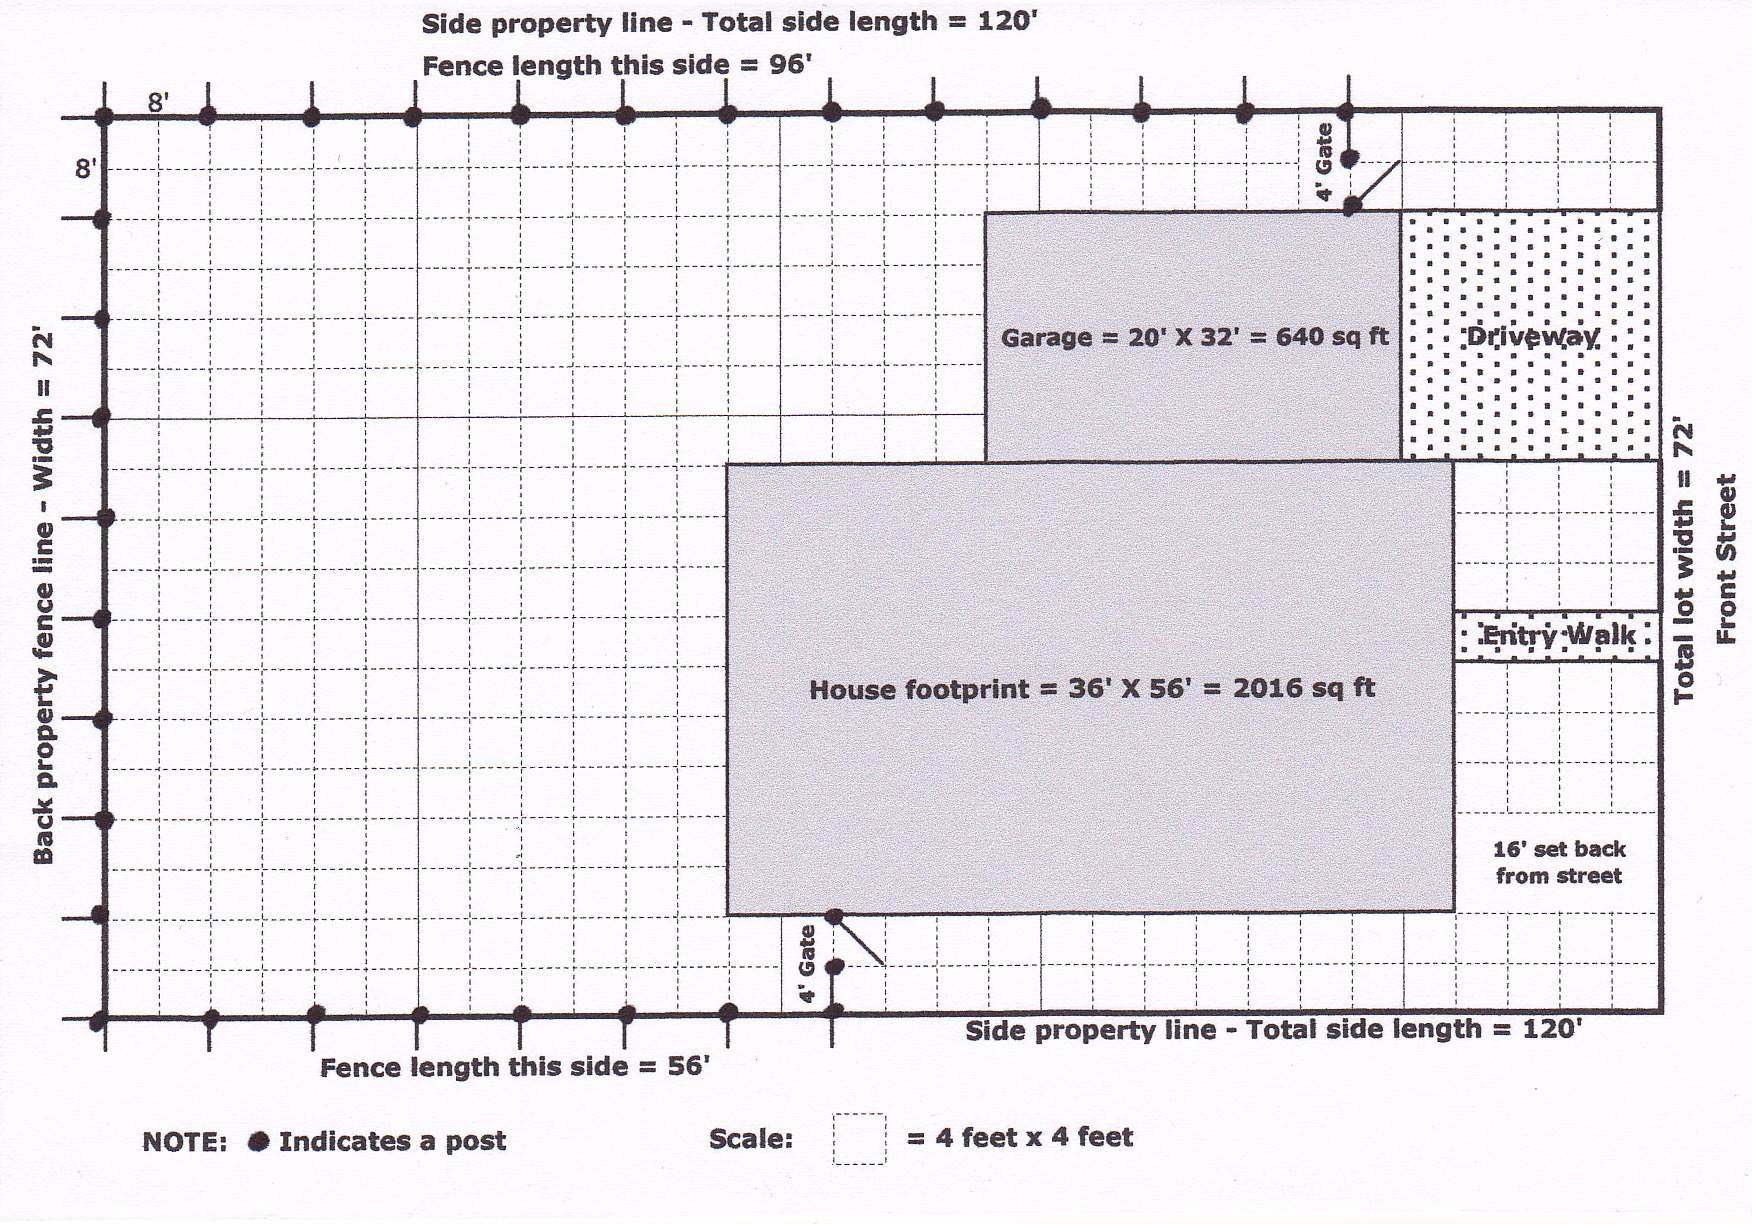 Side property line - Total side length = 120'
Fence length this side = 96'
8'
8'
4' Gate
Garage = 20' X 32' = 640 sq ft
Driveway
Back property fence line - Width = 72'
Total lot width = 72'
Front Street
Entry Walk
House footprint = 36' X 56' = 2016 sq ft
16' set back
from street
4' Gate
Side property line - Total side length = 120'
Fence length this side = 56'
NOTE: ● Indicates a post
Scale: = 4 feet x 4 feet